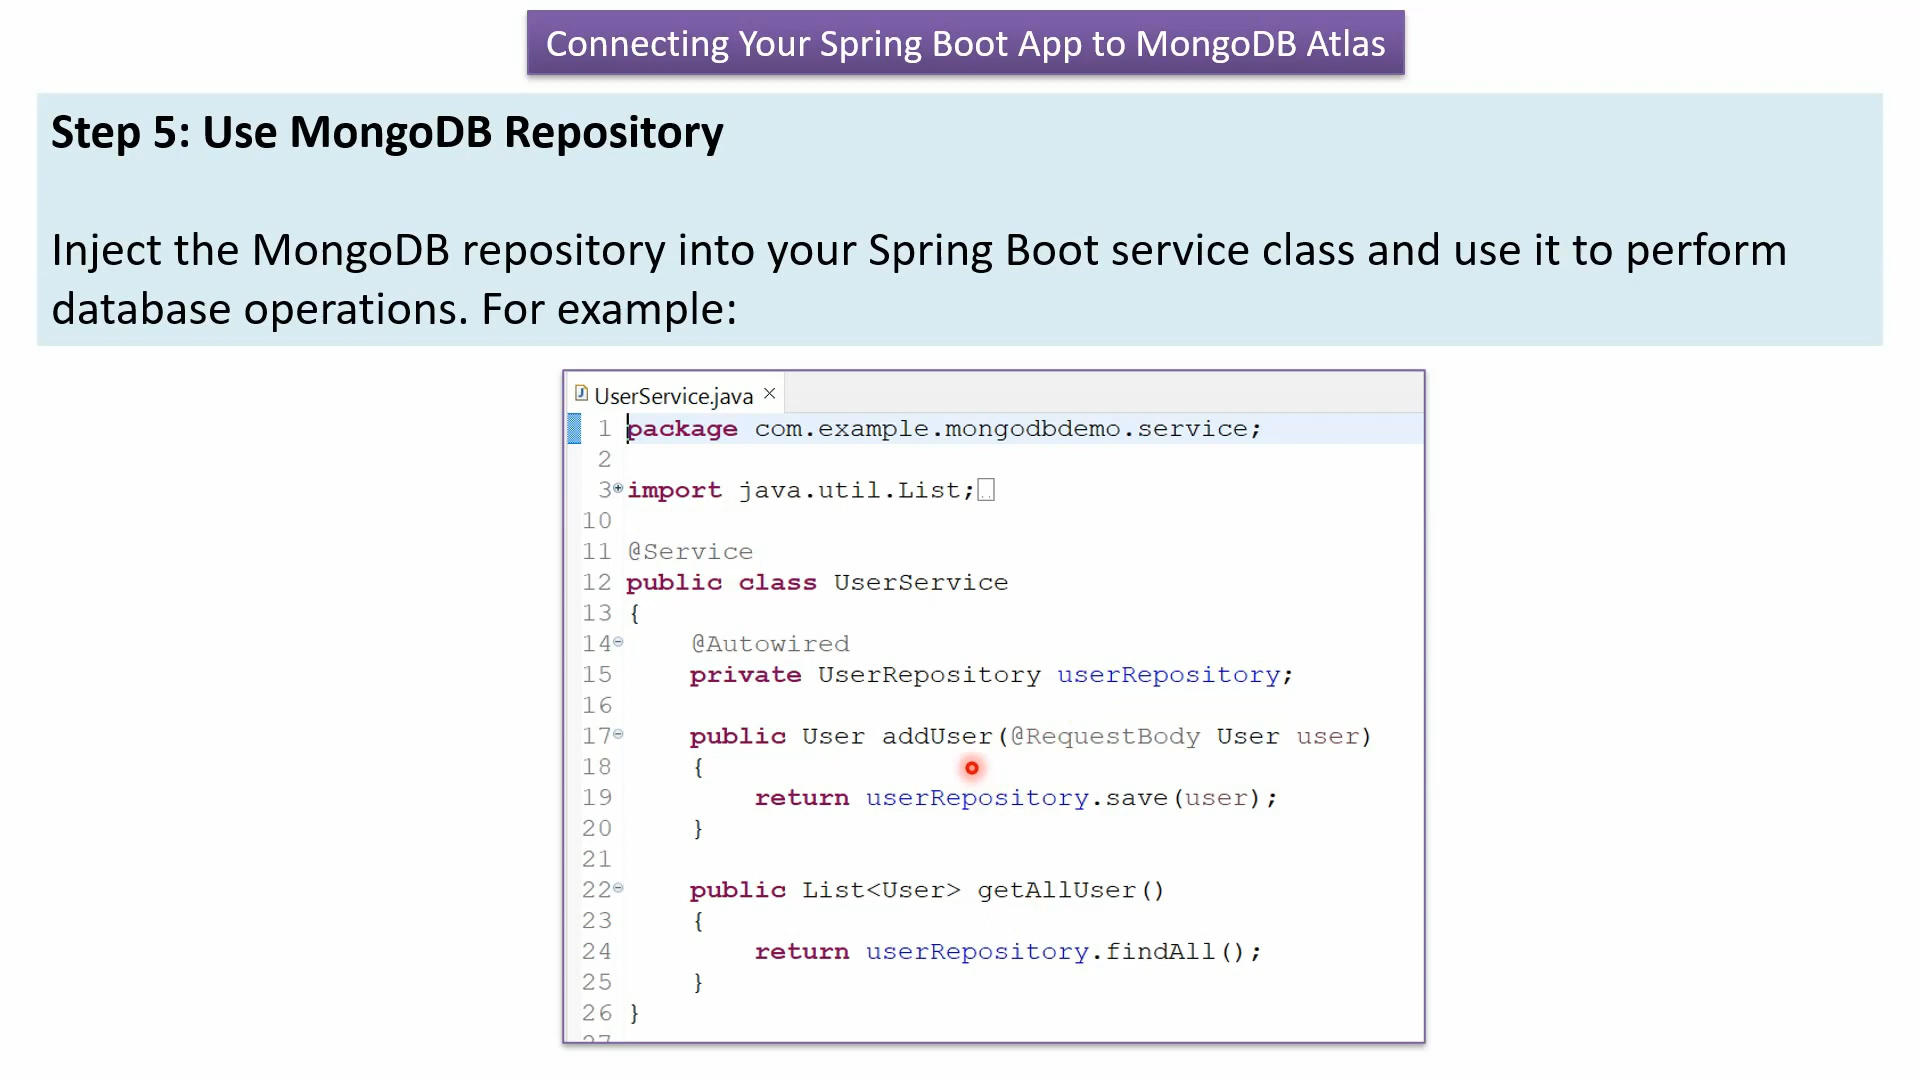 Connecting Your Spring Boot App to MongoDB Atlas
Step 5: Use MongoDB Repository
Inject the MongoDB repository into your Spring Boot service class and use it to perform
database operations. For example:
UserService.java
1 package com.example.mongodbdemo.service;
2
3 import java.util.List;
10
11 @Service
12 public class UserService
13 {
14 @Autowired
15 private UserRepository userRepository;
16
17 public User addUser(@RequestBody User user)
18 {
19 return userRepository.save(user);
20 }
21
22 public List<User> getAllUser()
23 {
24 return userRepository.findAll();
25 }
26 }
27